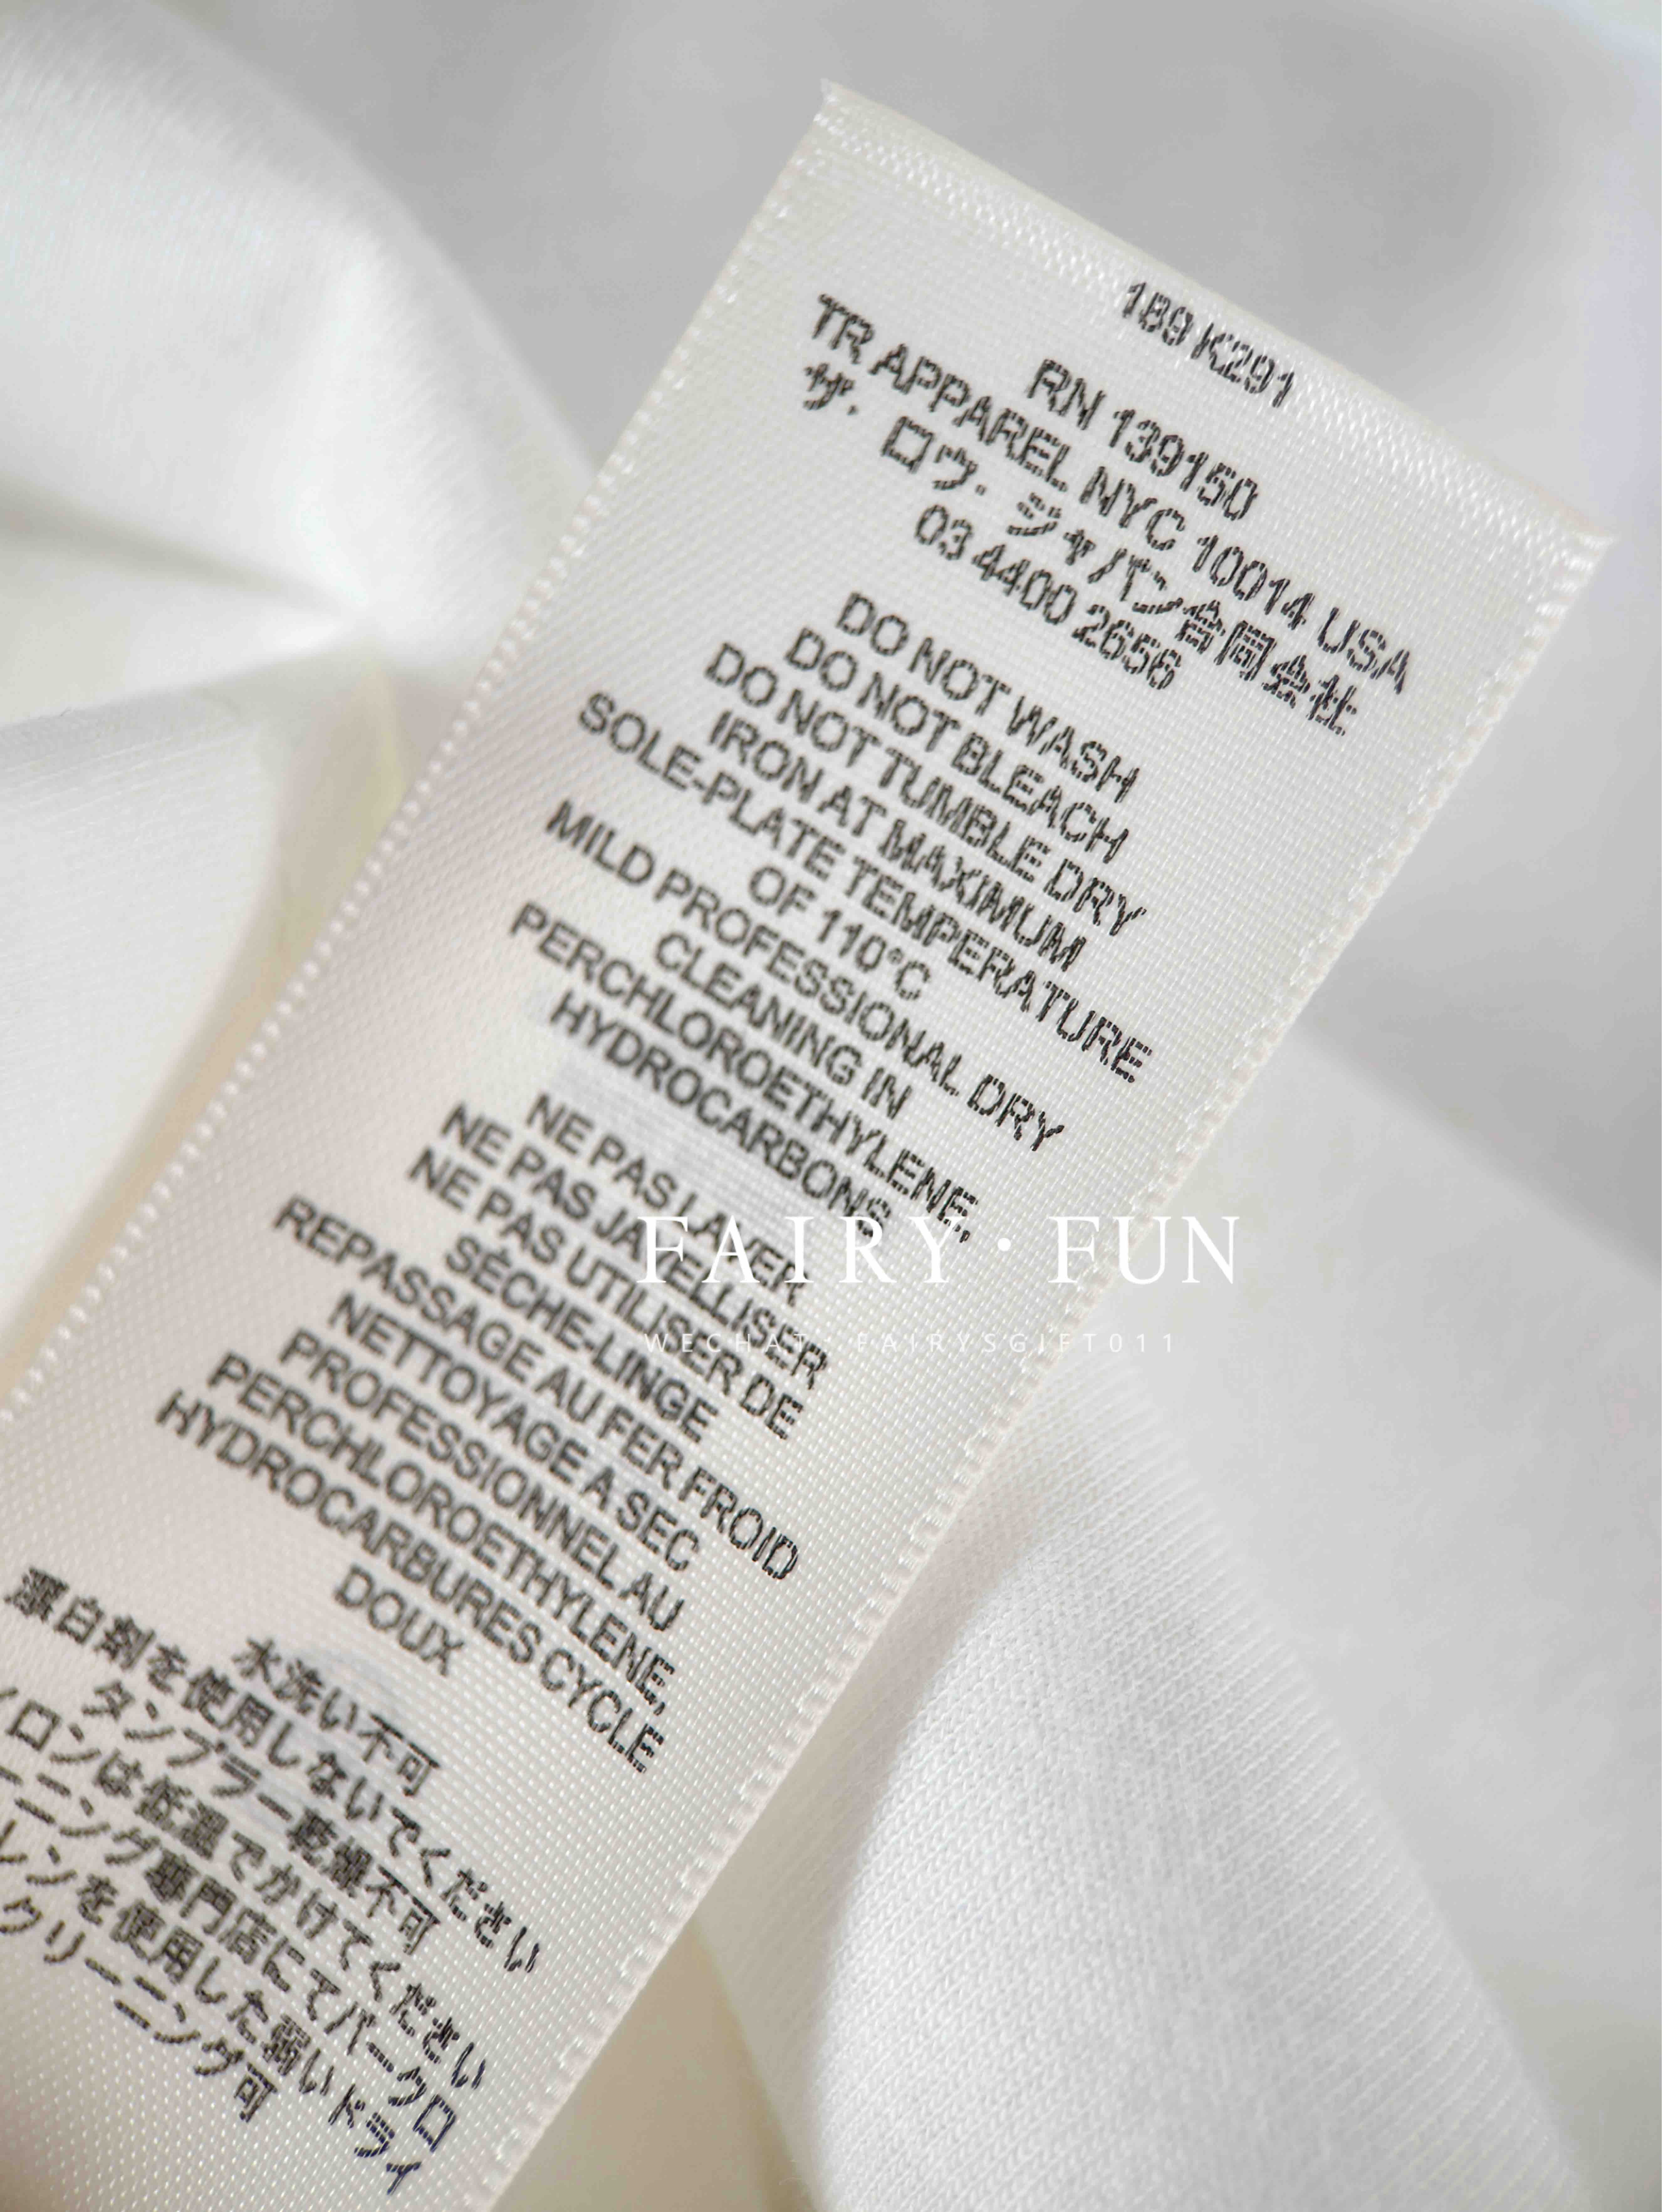 189 K291
RN 139150
TR APPAREL NYC 10014 USA
ザ・ロウ・ジャパン合同会社
03 4400 2656
DO NOT WASH
DO NOT BLEACH
DO NOT TUMBLE DRY
IRON AT MAXIMUM
SOLE-PLATE TEMPERATURE
OF 110°C
MILD PROFESSIONAL DRY
CLEANING IN
PERCHLOROETHYLENE,
HYDROCARBONS
NE PAS LAVER
NE PAS JAVELLISER
NE PAS UTILISER DE
SÈCHE-LINGE
REPASSAGE AU FER FROID
NETTOYAGE A SEC
PROFESSIONNEL AU
PERCHLOROETHYLENE,
HYDROCARBURES CYCLE
DOUX
水洗い不可
漂白剤を使用しないでください
タンブラー乾燥不可
イロンは低温でかけてください
ーニング専門店にてパークロ
レンを使用した弱いドライ
クリーニング可
FAIRY·FUN
WECHAT: FAIRYSGIFT011